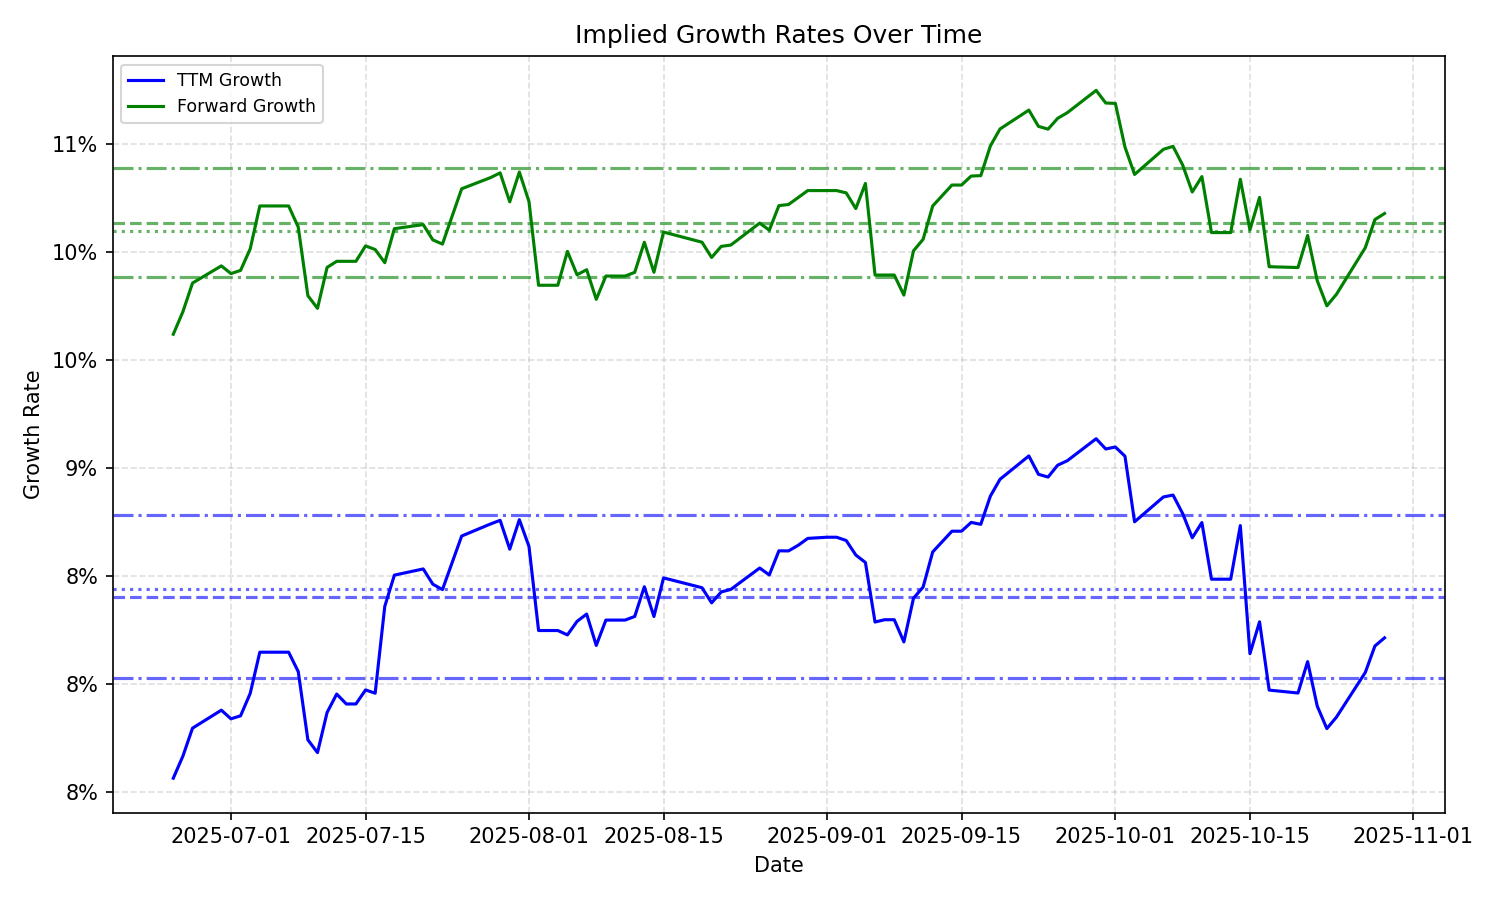 Implied Growth Rates Over Time
TTM Growth
Forward Growth
11%
10%
10%
9%
8%
8%
8%
Growth Rate
2025-07-01 2025-07-15 2025-08-01 2025-08-15 2025-09-01 2025-09-15 2025-10-01 2025-10-15 2025-11-01
Date